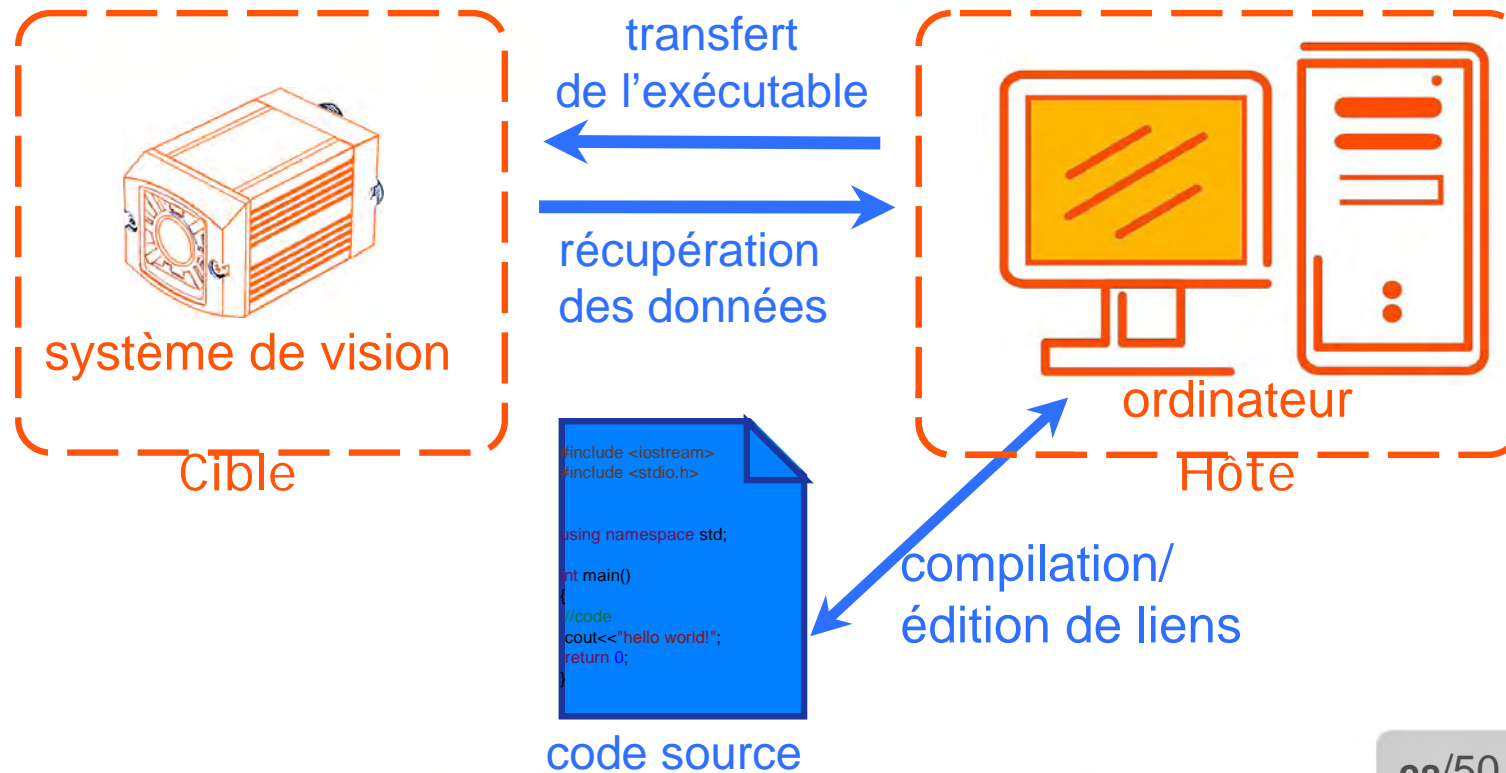 transfert
de l'exécutable
récupération
des données
système de vision
Cible
ordinateur
Hôte
#include <iostream>
#include <stdio.h>
using namespace std;
int main()
{
//code
cout<<"hello world!";
return 0;
}
compilation/
édition de liens
code source
/50